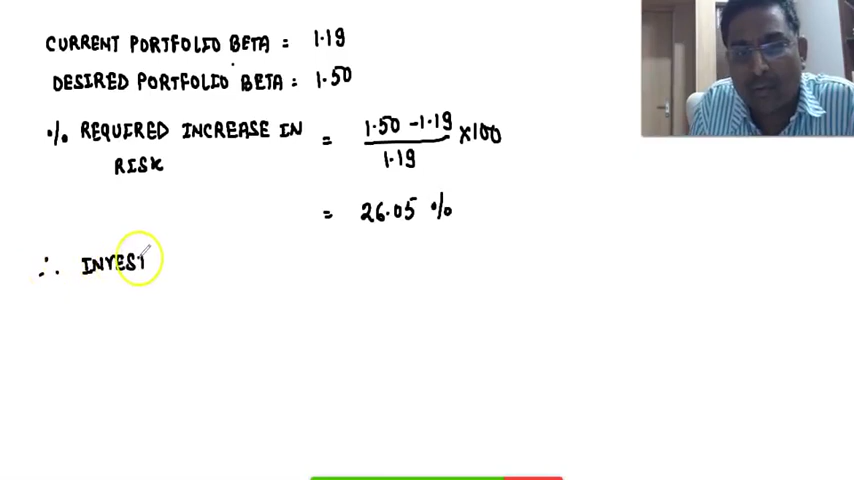 CURRENT PORTFOLIO BETA = 1.19
DESIRED PORTFOLIO BETA = 1.50
% REQUIRED INCREASE IN RISK = (1.50 - 1.19) / 1.19 × 100
= 26.05 %
∴ INVEST